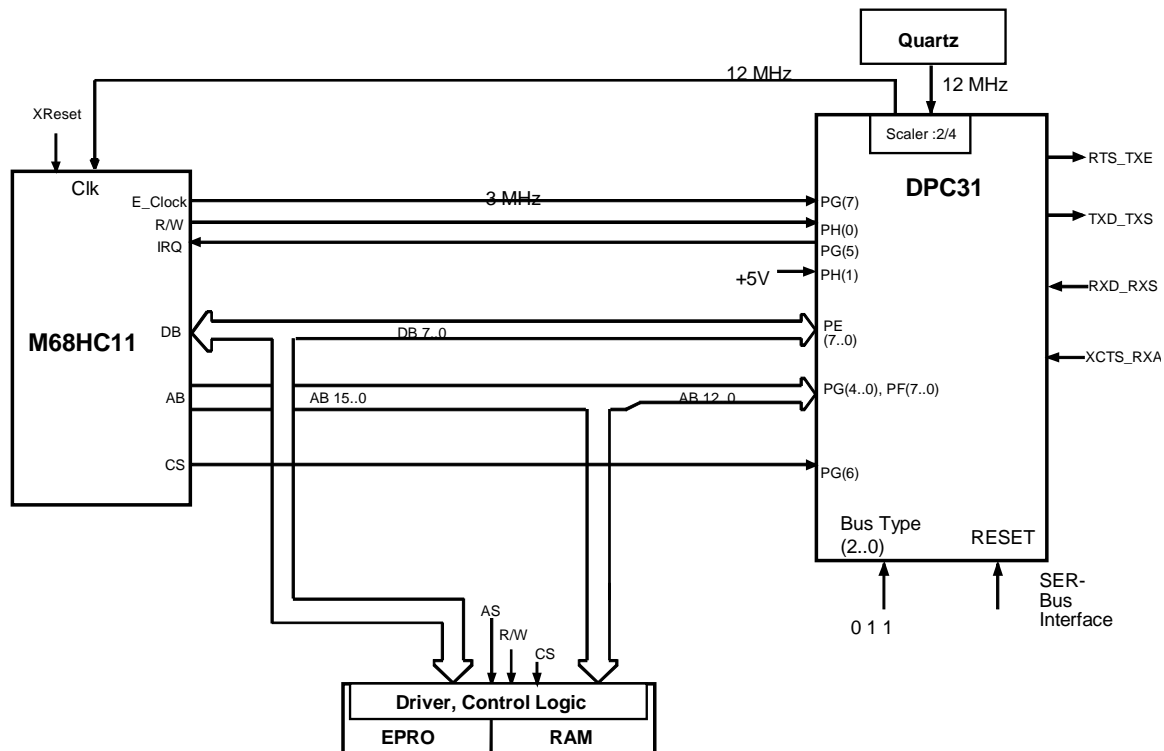 Quartz
12 MHz
12 MHz
XReset
Scaler :2/4
RTS_TXE
Clk
DPC31
E_Clock
3 MHz
PG(7)
R/W
PH(0)
TXD_TXS
IRQ
PG(5)
+5V
PH(1)
RXD_RXS
M68HC11
DB
DB 7..0
PE
(7..0)
XCTS_RXA
AB
AB 15..0
AB 12..0
PG(4..0), PF(7..0)
CS
PG(6)
Bus Type
(2..0)
RESET
SER-
Bus
Interface
0 1 1
AS
R/W
CS
Driver, Control Logic
EPRO
RAM